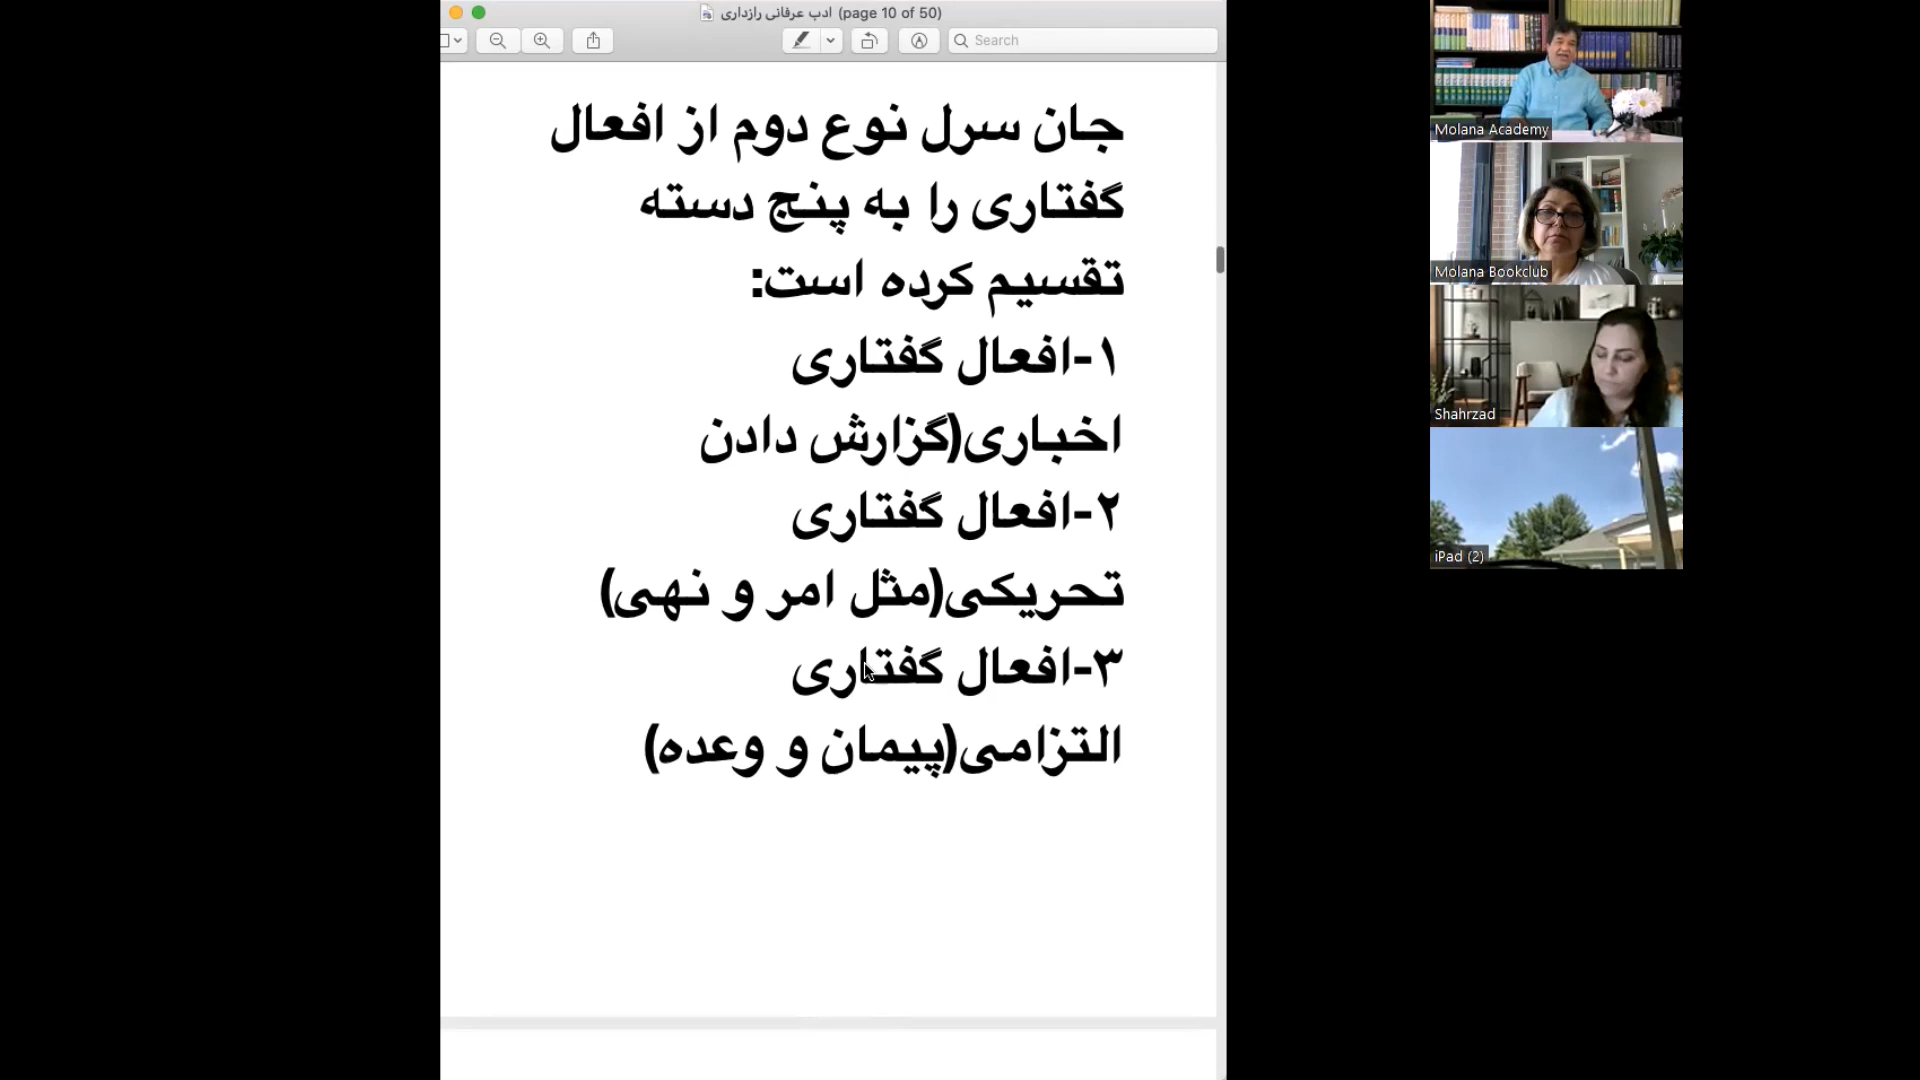 ادب عرفانی رازداری (page 10 of 50)
Search
جان سرل نوع دوم از افعال
گفتاری را به پنج دسته
تقسیم کرده است:
۱-افعال گفتاری
اخباری(گزارش دادن
۲-افعال گفتاری
تحریکی(مثل امر و نهی)
۳-افعال گفتاری
التزامی(پیمان و وعده)
Molana Academy
Molana Bookclub
Shahrzad
iPad (2)